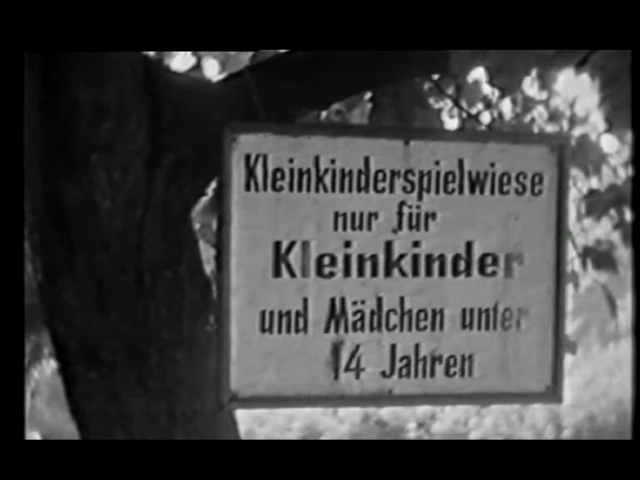 Kleinkinderspielwiese
nur für
Kleinkinder
und Mädchen unter
14 Jahren